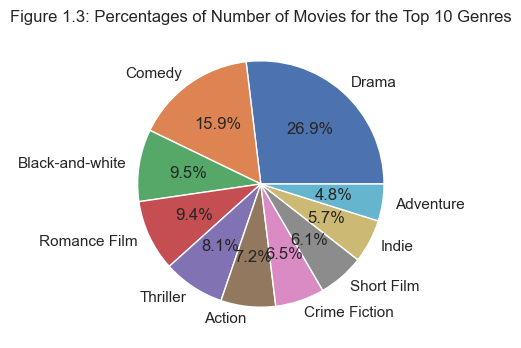 Figure 1.3: Percentages of Number of Movies for the Top 10 Genres
Drama
26.9%
Comedy
15.9%
Black-and-white
9.5%
Romance Film
9.4%
Thriller
8.1%
Action
7.2%
Crime Fiction
6.5%
Short Film
6.1%
Indie
5.7%
Adventure
4.8%